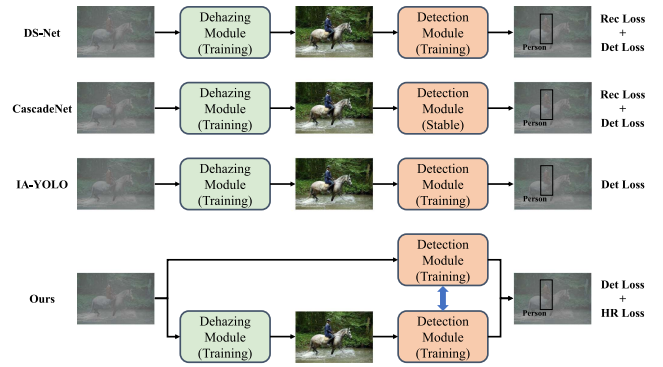 DS-Net
Dehazing
Module
(Training)
Detection
Module
(Training)
Person
Rec Loss
+
Det Loss
CascadeNet
Dehazing
Module
(Training)
Detection
Module
(Stable)
Person
Rec Loss
+
Det Loss
IA-YOLO
Dehazing
Module
(Training)
Detection
Module
(Training)
Person
Det Loss
Ours
Detection
Module
(Training)
Dehazing
Module
(Training)
Detection
Module
(Training)
Person
Det Loss
+
HR Loss